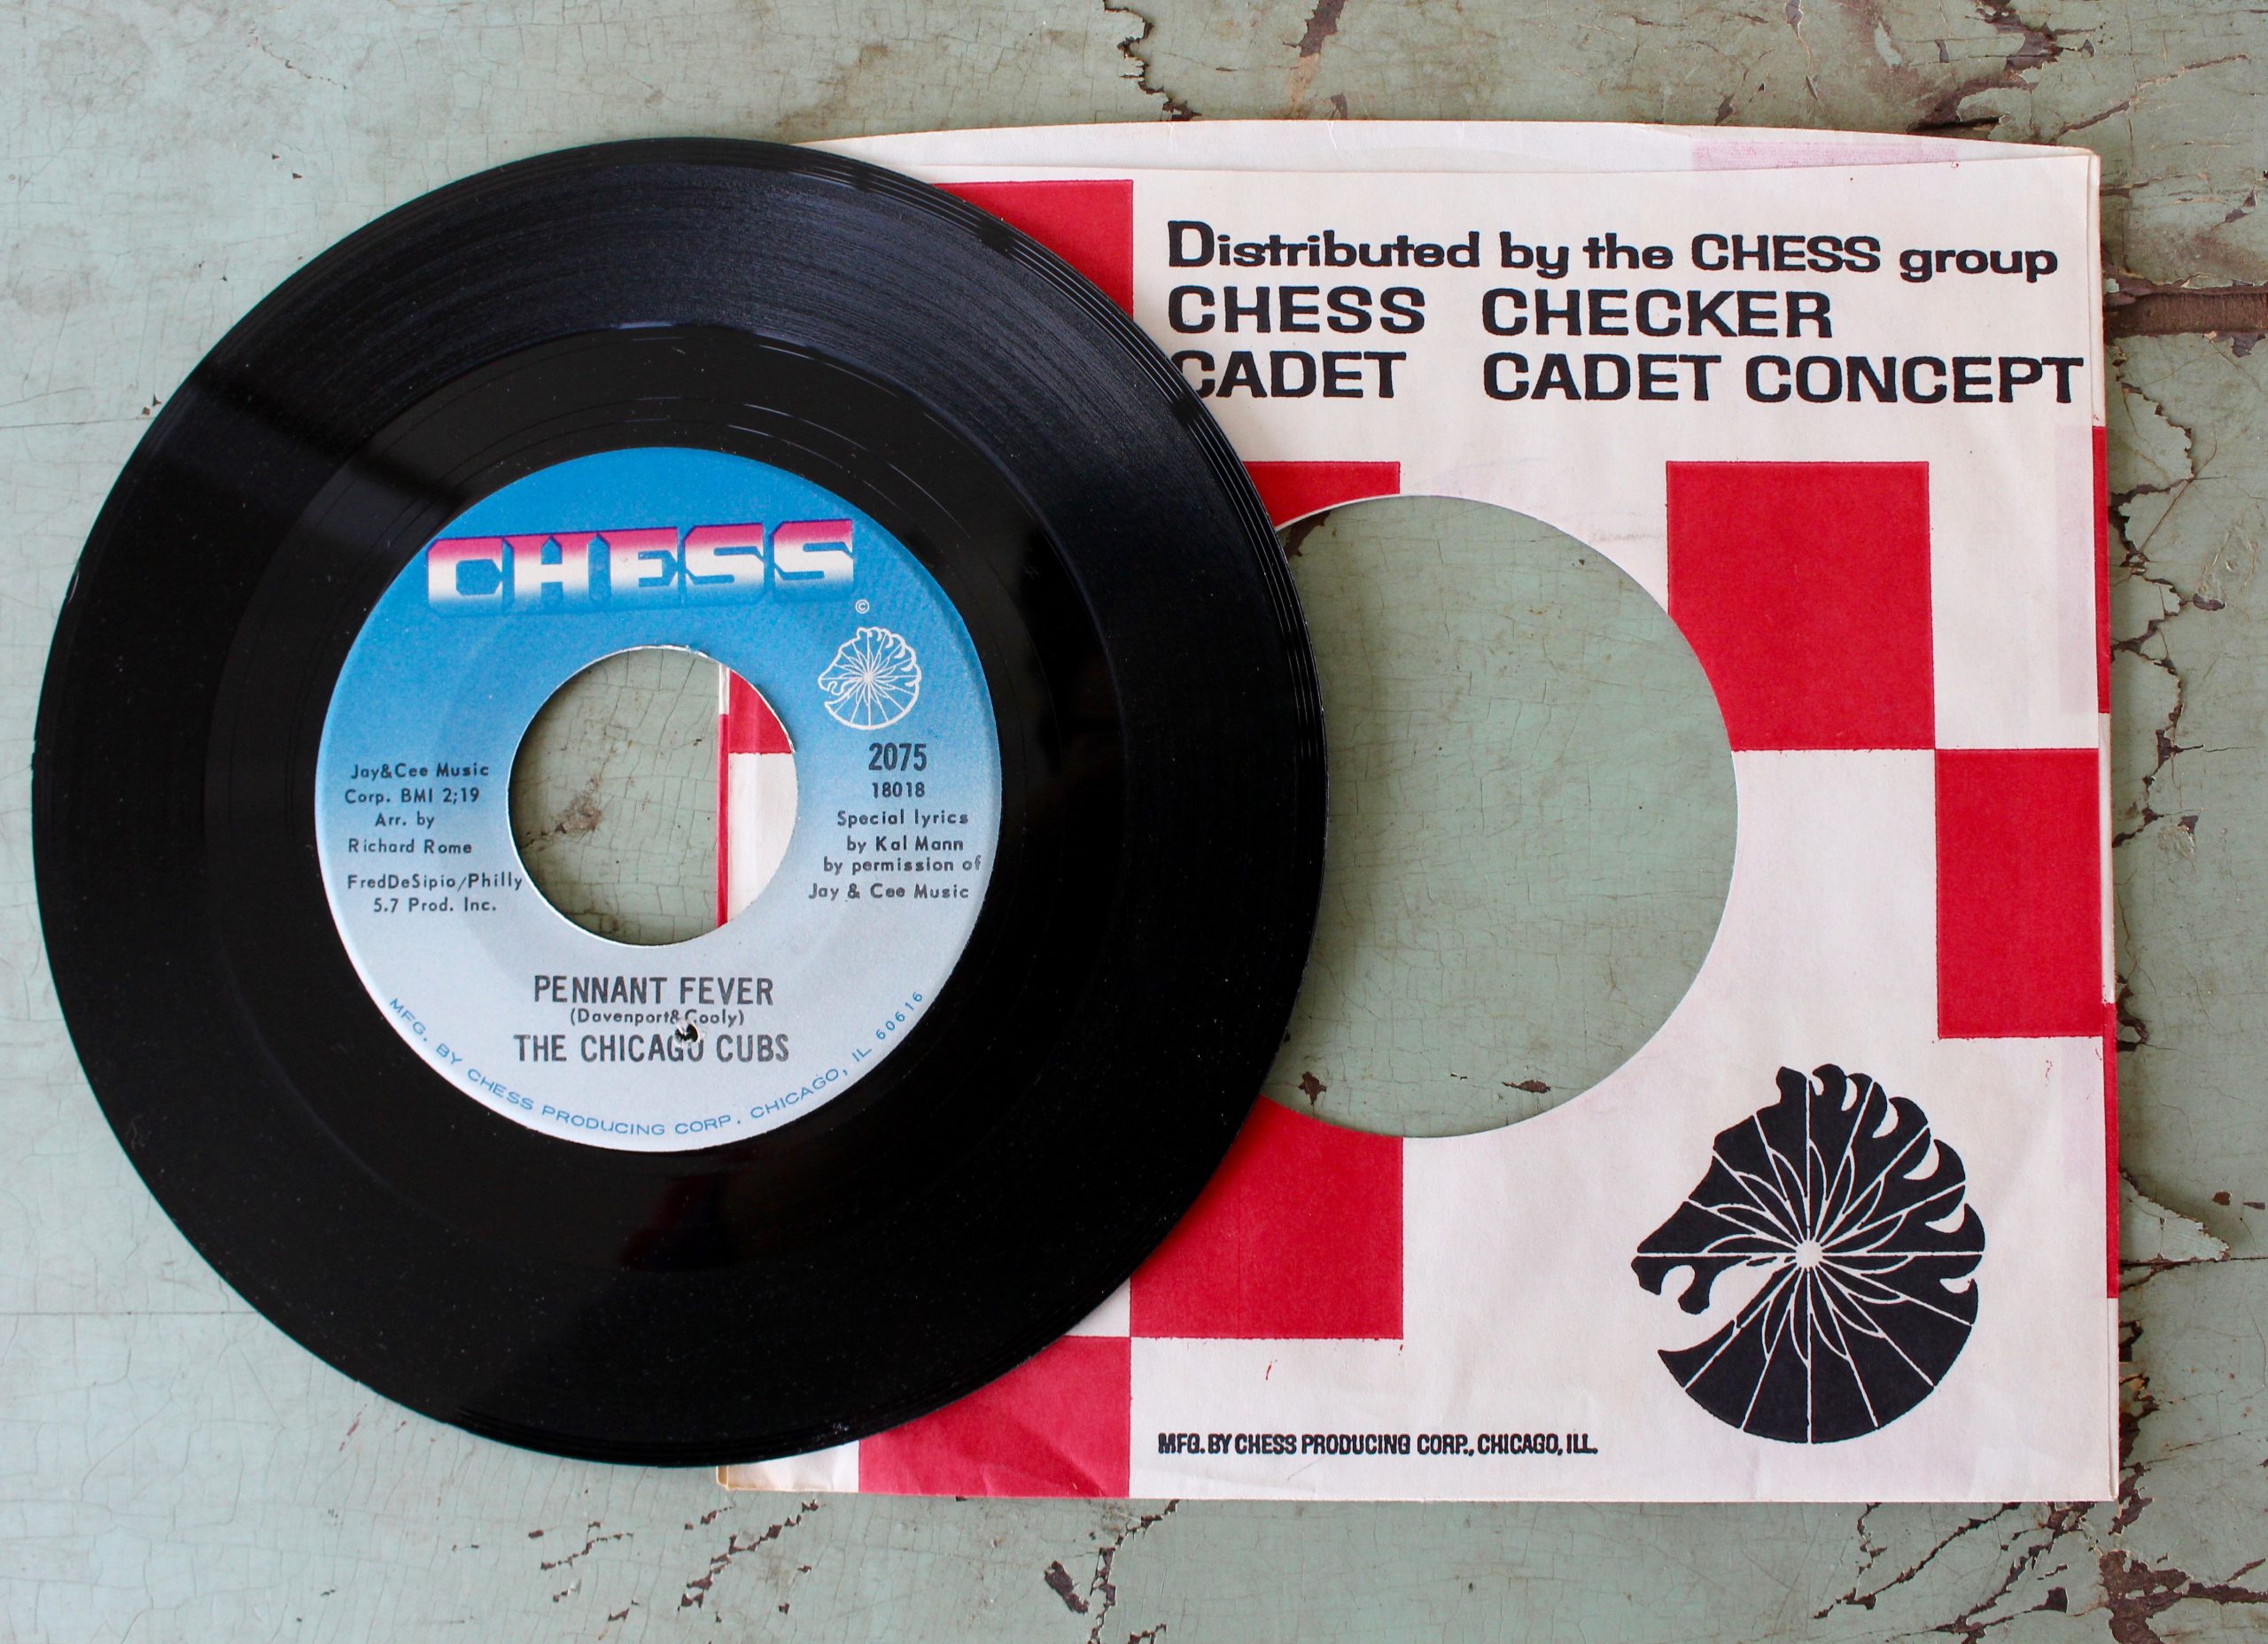 CHESS
©
2075
18018
Special lyrics
by Kal Mann
by permission of
Jay & Cee Music
Jay&Cee Music
Corp. BMI 2;19
Arr. by
Richard Rome
FredDeSipio/Philly
5.7 Prod. Inc.
PENNANT FEVER
(Davenport&Cooly)
THE CHICAGO CUBS
MFG. BY CHESS PRODUCING CORP. CHICAGO, IL 60616
Distributed by the CHESS group
CHESS CHECKER
CADET CADET CONCEPT
MFG. BY CHESS PRODUCING CORP., CHICAGO, ILL.